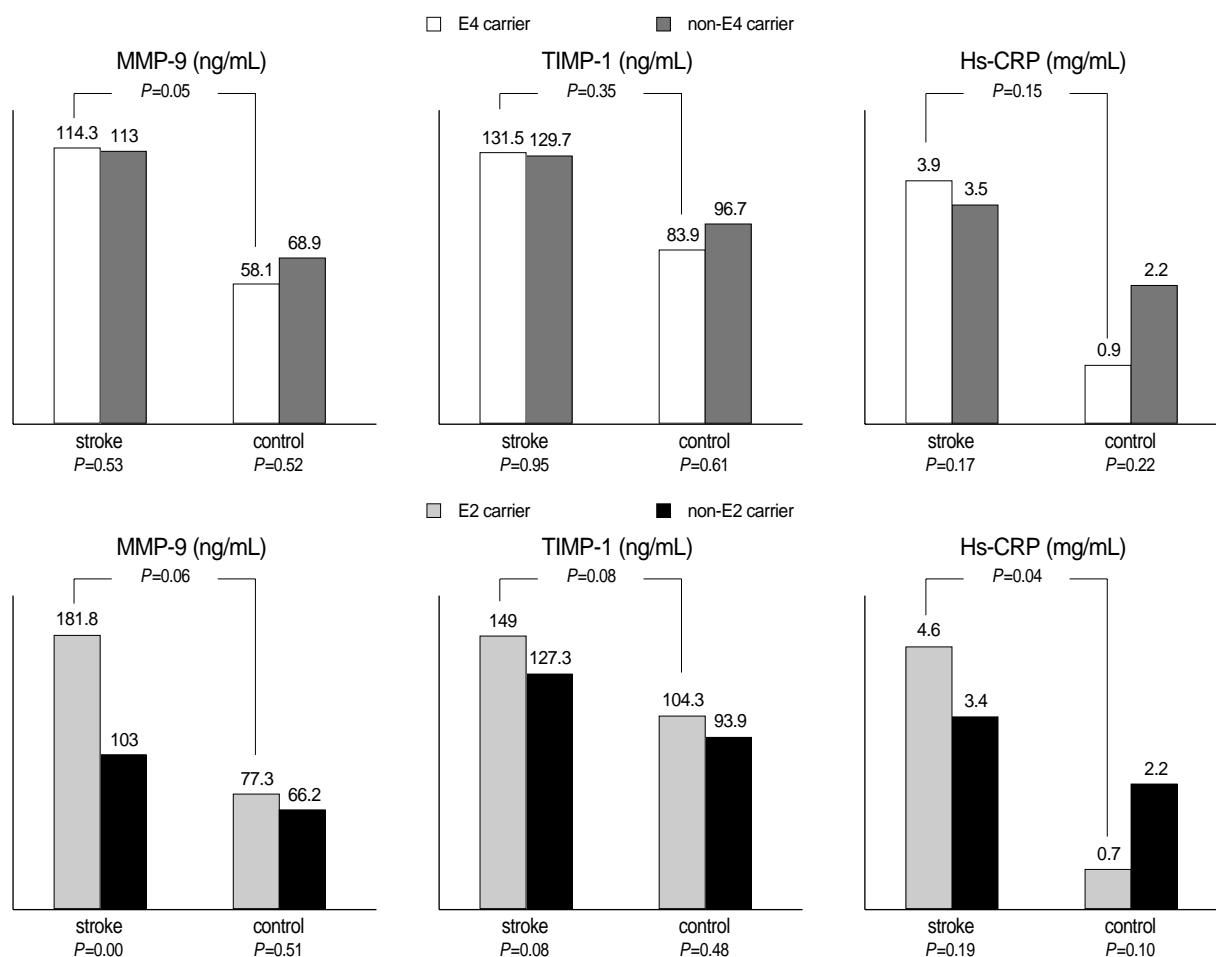 E4 carrier non-E4 carrier
MMP-9 (ng/mL) TIMP-1 (ng/mL) Hs-CRP (mg/mL)
P=0.05 P=0.35 P=0.15
114.3 113 58.1 68.9
131.5 129.7 83.9 96.7
3.9 3.5 0.9 2.2
stroke control stroke control stroke control
P=0.53 P=0.52 P=0.95 P=0.61 P=0.17 P=0.22
E2 carrier non-E2 carrier
MMP-9 (ng/mL) TIMP-1 (ng/mL) Hs-CRP (mg/mL)
P=0.06 P=0.08 P=0.04
181.8 103 77.3 66.2
149 127.3 104.3 93.9
4.6 3.4 0.7 2.2
stroke control stroke control stroke control
P=0.00 P=0.51 P=0.08 P=0.48 P=0.19 P=0.10